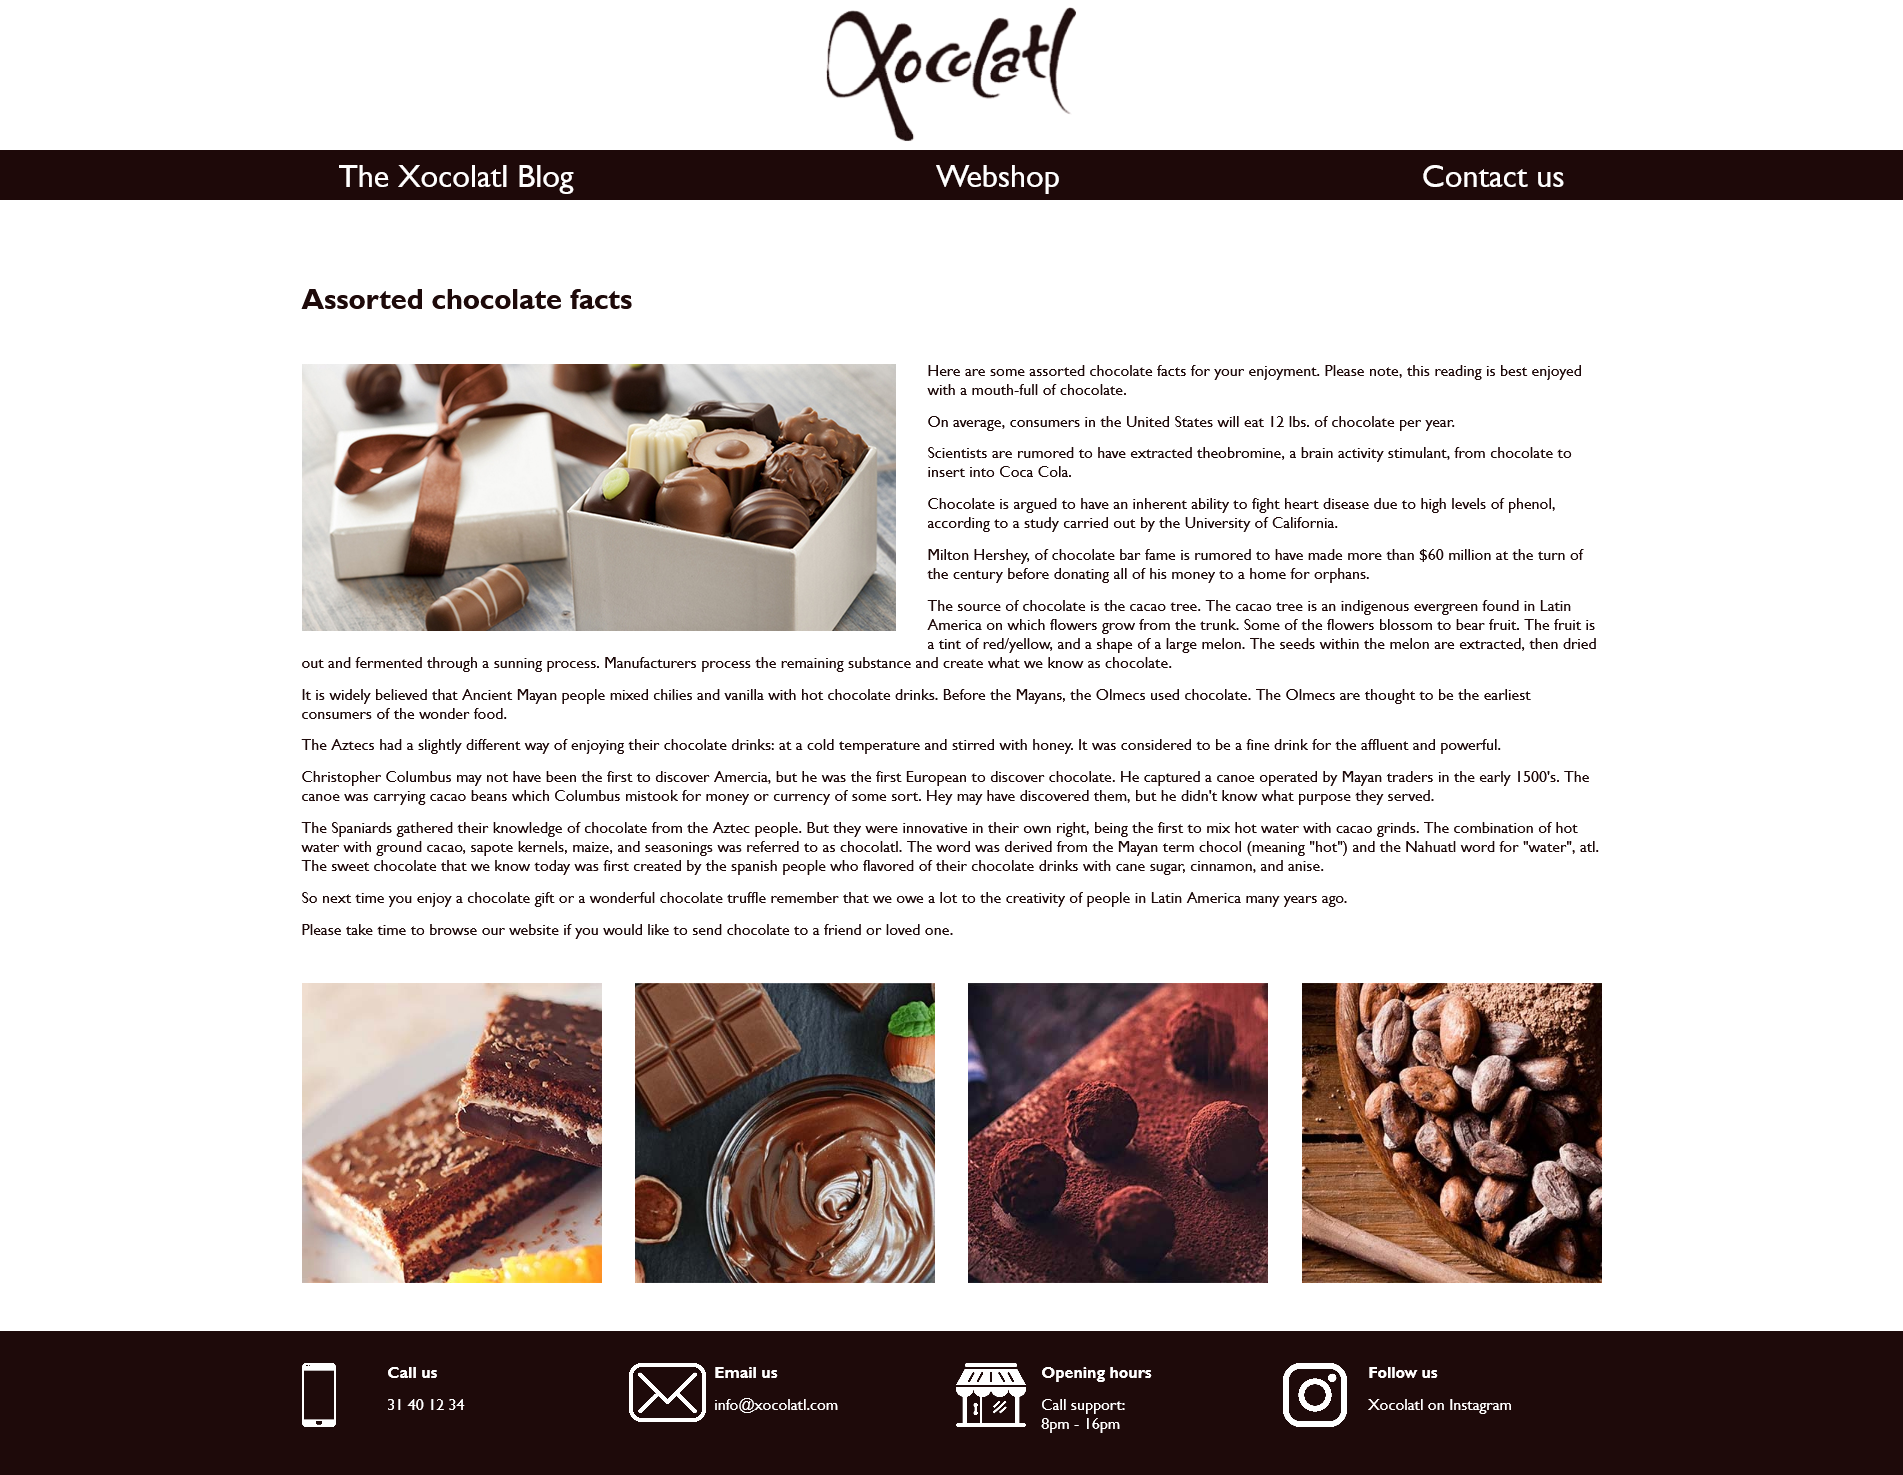 Xocolatl
The Xocolatl Blog
Webshop
Contact us
Assorted chocolate facts
Here are some assorted chocolate facts for your enjoyment. Please note, this reading is best enjoyed
with a mouth-full of chocolate.
On average, consumers in the United States will eat 12 lbs. of chocolate per year.
Scientists are rumored to have extracted theobromine, a brain activity stimulant, from chocolate to
insert into Coca Cola.
Chocolate is argued to have an inherent ability to fight heart disease due to high levels of phenol,
according to a study carried out by the University of California.
Milton Hershey, of chocolate bar fame is rumored to have made more than $60 million at the turn of
the century before donating all of his money to a home for orphans.
The source of chocolate is the cacao tree. The cacao tree is an indigenous evergreen found in Latin
America on which flowers grow from the trunk. Some of the flowers blossom to bear fruit. The fruit is
a tint of red/yellow, and a shape of a large melon. The seeds within the melon are extracted, then dried
out and fermented through a sunning process. Manufacturers process the remaining substance and create what we know as chocolate.
It is widely believed that Ancient Mayan people mixed chilies and vanilla with hot chocolate drinks. Before the Mayans, the Olmecs used chocolate. The Olmecs are thought to be the earliest
consumers of the wonder food.
The Aztecs had a slightly different way of enjoying their chocolate drinks: at a cold temperature and stirred with honey. It was considered to be a fine drink for the affluent and powerful.
Christopher Columbus may not have been the first to discover Amercia, but he was the first European to discover chocolate. He captured a canoe operated by Mayan traders in the early 1500's. The
canoe was carrying cacao beans which Columbus mistook for money or currency of some sort. Hey may have discovered them, but he didn't know what purpose they served.
The Spaniards gathered their knowledge of chocolate from the Aztec people. But they were innovative in their own right, being the first to mix hot water with cacao grinds. The combination of hot
water with ground cacao, sapote kernels, maize, and seasonings was referred to as chocolatl. The word was derived from the Mayan term chocol (meaning "hot") and the Nahuatl word for "water", atl.
The sweet chocolate that we know today was first created by the spanish people who flavored of their chocolate drinks with cane sugar, cinnamon, and anise.
So next time you enjoy a chocolate gift or a wonderful chocolate truffle remember that we owe a lot to the creativity of people in Latin America many years ago.
Please take time to browse our website if you would like to send chocolate to a friend or loved one.
Call us
31 40 12 34
Email us
info@xocolatl.com
Opening hours
Call support:
8pm - 16pm
Follow us
Xocolatl on Instagram